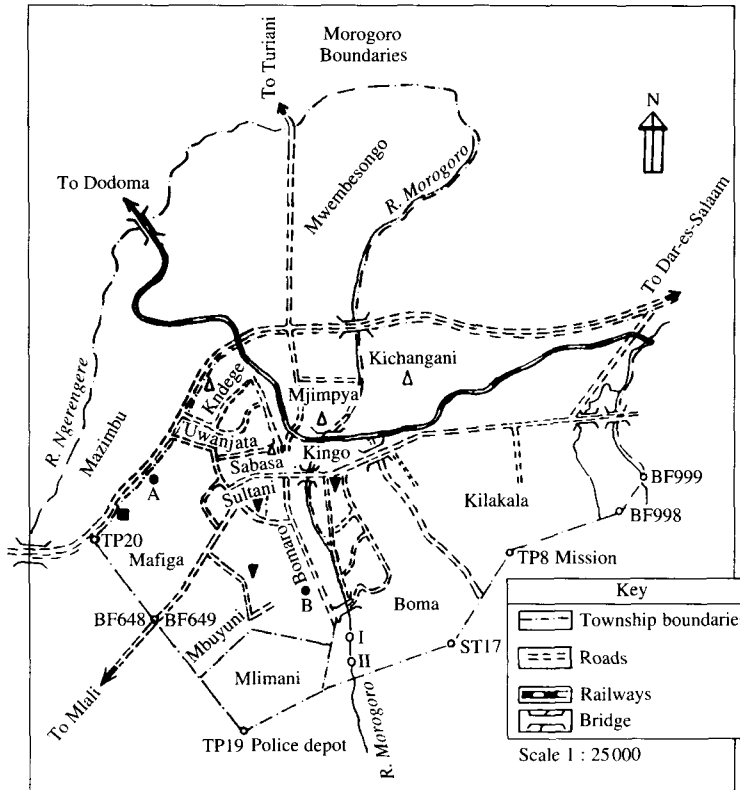 Morogoro
Boundaries
To Turiani
N
To Dodoma
Mwembesongo
R. Morogoro
To Dar-es-Salaam
Kichangani
R. Ngerengere
Kndege
Mjimpya
Mazimbu
Uwanjata
Kingo
Sabasa
A
Sultani
Kilakala
BF999
BF998
TP20
Mafiga
Bomaro
TP8 Mission
B
Boma
BF648
BF649
Mbuyuni
I
ST17
II
Mlimani
To Mlali
R. Morogoro
TP19 Police depot
Key
Township boundarie
Roads
Railways
Bridge
Scale 1 : 25000